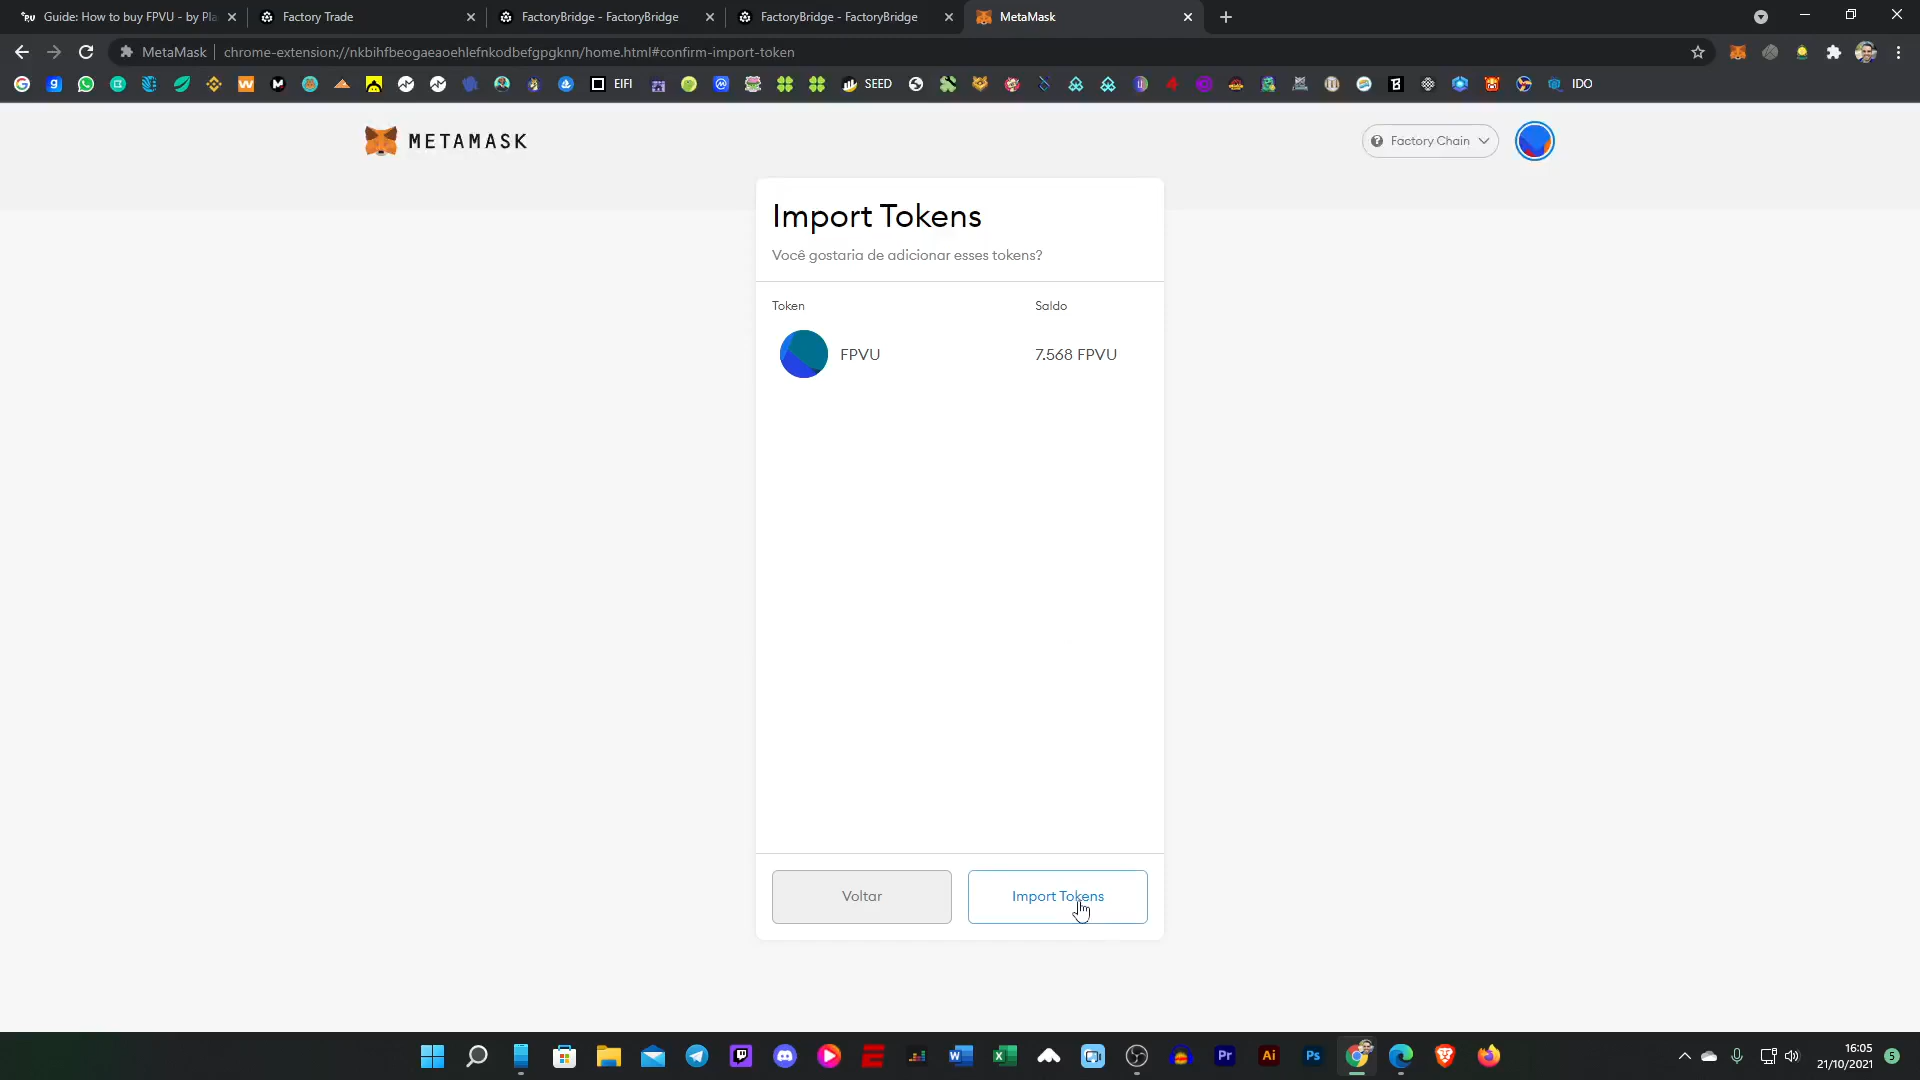 Guide: How to buy FPVU - by Pla
Factory Trade
FactoryBridge - FactoryBridge
FactoryBridge - FactoryBridge
MetaMask
MetaMask
chrome-extension://nkbihfbeogaeaoehlefnkodbefgpgknn/home.html#confirm-import-token
EIFI
SEED
IDO
METAMASK
Factory Chain
Import Tokens
Você gostaria de adicionar esses tokens?
Token Saldo
FPVU 7.568 FPVU
Voltar
Import Tokens
16:05
21/10/2021
5